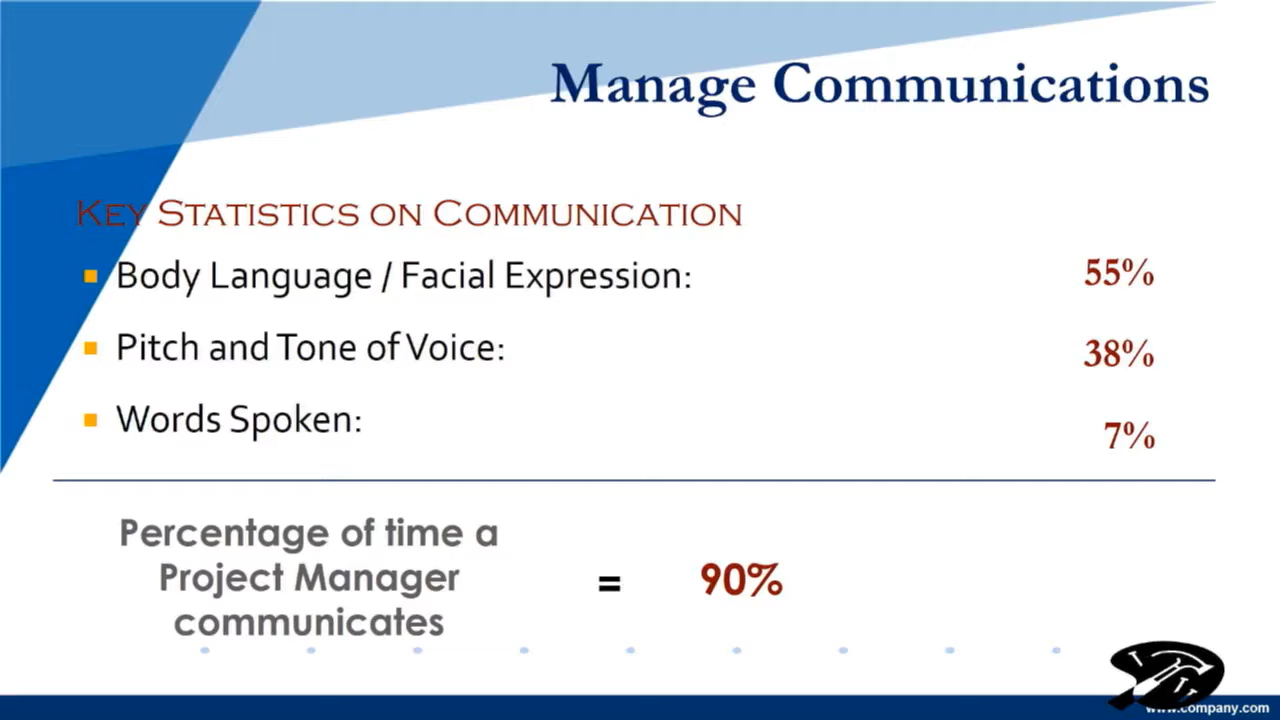 Manage Communications
Key Statistics on Communication
Body Language / Facial Expression: 55%
Pitch and Tone of Voice: 38%
Words Spoken: 7%
Percentage of time a
Project Manager = 90%
communicates
www.company.com